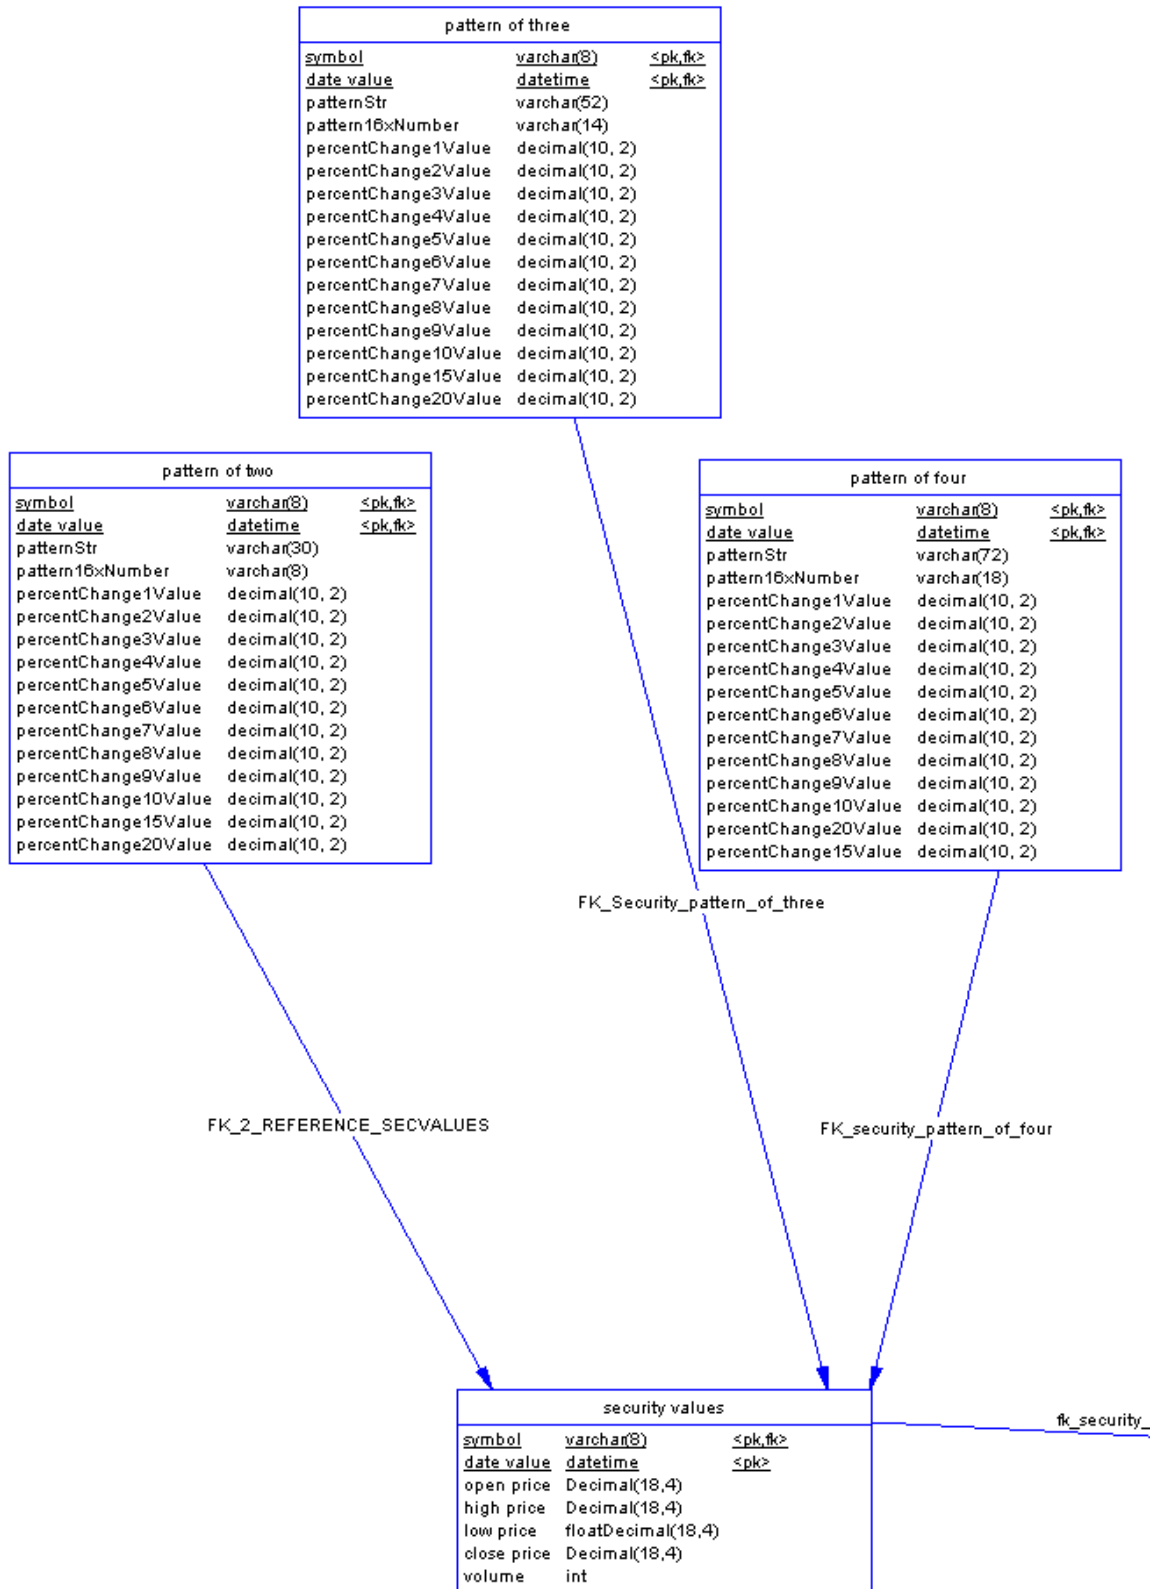 pattern of three
symbol varchar(8) <pk,fk>
date value datetime <pk,fk>
patternStr varchar(52)
pattern16xNumber varchar(14)
percentChange1Value decimal(10, 2)
percentChange2Value decimal(10, 2)
percentChange3Value decimal(10, 2)
percentChange4Value decimal(10, 2)
percentChange5Value decimal(10, 2)
percentChange6Value decimal(10, 2)
percentChange7Value decimal(10, 2)
percentChange8Value decimal(10, 2)
percentChange9Value decimal(10, 2)
percentChange10Value decimal(10, 2)
percentChange15Value decimal(10, 2)
percentChange20Value decimal(10, 2)
pattern of two
symbol varchar(8) <pk,fk>
date value datetime <pk,fk>
patternStr varchar(30)
pattern16xNumber varchar(8)
percentChange1Value decimal(10, 2)
percentChange2Value decimal(10, 2)
percentChange3Value decimal(10, 2)
percentChange4Value decimal(10, 2)
percentChange5Value decimal(10, 2)
percentChange6Value decimal(10, 2)
percentChange7Value decimal(10, 2)
percentChange8Value decimal(10, 2)
percentChange9Value decimal(10, 2)
percentChange10Value decimal(10, 2)
percentChange15Value decimal(10, 2)
percentChange20Value decimal(10, 2)
pattern of four
symbol varchar(8) <pk,fk>
date value datetime <pk,fk>
patternStr varchar(72)
pattern16xNumber varchar(18)
percentChange1Value decimal(10, 2)
percentChange2Value decimal(10, 2)
percentChange3Value decimal(10, 2)
percentChange4Value decimal(10, 2)
percentChange5Value decimal(10, 2)
percentChange6Value decimal(10, 2)
percentChange7Value decimal(10, 2)
percentChange8Value decimal(10, 2)
percentChange9Value decimal(10, 2)
percentChange10Value decimal(10, 2)
percentChange20Value decimal(10, 2)
percentChange15Value decimal(10, 2)
FK_Security_pattern_of_three
FK_2_REFERENCE_SECVALUES
FK_security_pattern_of_four
security values
symbol varchar(8) <pk,fk>
date value datetime <pk>
open price Decimal(18,4)
high price Decimal(18,4)
low price floatDecimal(18,4)
close price Decimal(18,4)
volume int
fk_security_